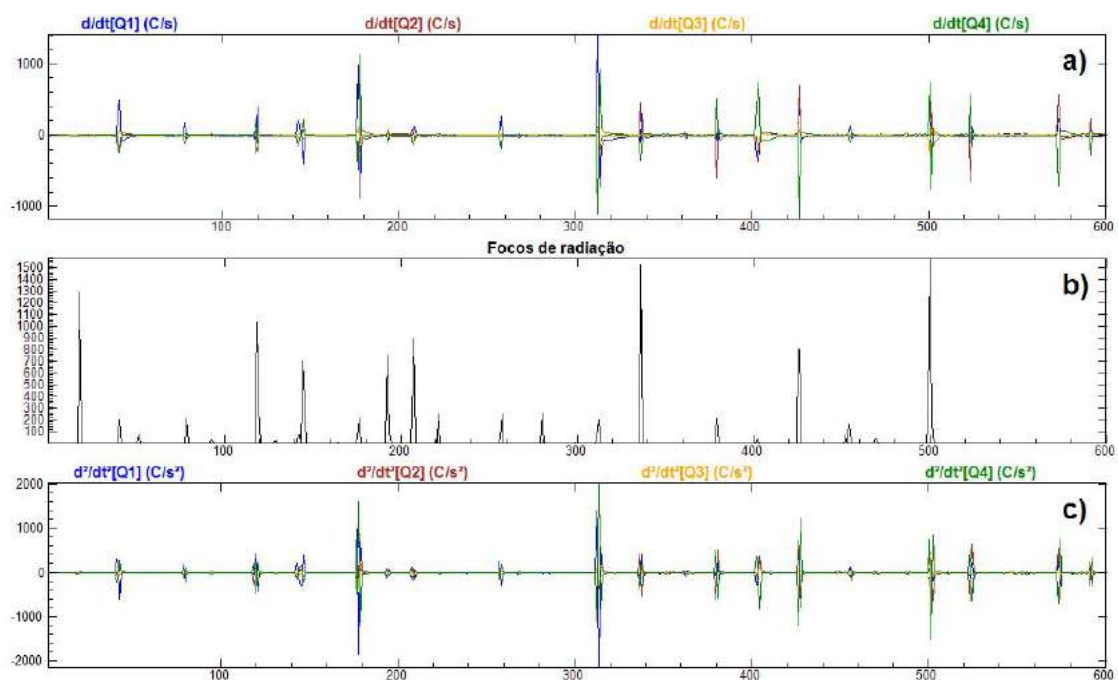 d/dt[Q1] (C/s) d/dt[Q2] (C/s) d/dt[Q3] (C/s) d/dt[Q4] (C/s)
a)
1000
0
-1000
100 200 300 400 500 600
Focos de radiação
b)
1500
1400
1300
1200
1100
1000
900
800
700
600
500
400
300
200
100
100 200 300 400 500 600
d²/dt²[Q1] (C/s²) d²/dt²[Q2] (C/s²) d²/dt²[Q3] (C/s²) d²/dt²[Q4] (C/s²)
c)
2000
1000
0
-1000
-2000
100 200 300 400 500 600